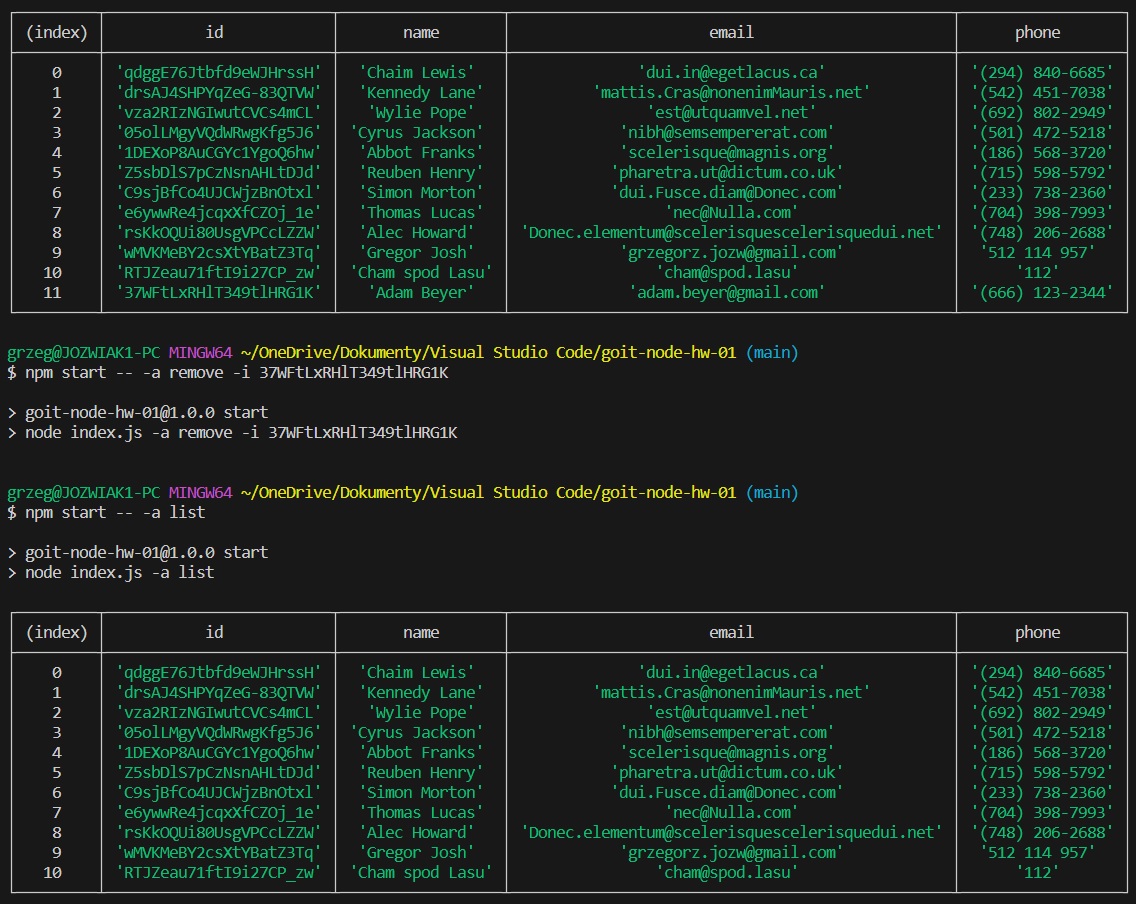 (index) id name email phone
0 'qdggE76Jtbfd9eWJHrssH' 'Chaim Lewis' 'dui.in@egetlacus.ca' '(294) 840-6685'
1 'drsAJ4SHPYqZeG-83QTVW' 'Kennedy Lane' 'mattis.Cras@nonenimMauris.net' '(542) 451-7038'
2 'vza2RIzNGIwutCVCs4mCL' 'Wylie Pope' 'est@utquamvel.net' '(692) 802-2949'
3 '05olLMgyVQdWRwgKfg5J6' 'Cyrus Jackson' 'nibh@semsempererat.com' '(501) 472-5218'
4 '1DEXoP8AuCGYc1YgoQ6hw' 'Abbot Franks' 'scelerisque@magnis.org' '(186) 568-3720'
5 'Z5sbDlS7pCzNsnAHLtDJd' 'Reuben Henry' 'pharetra.ut@dictum.co.uk' '(715) 598-5792'
6 'C9sjBfCo4UJCWjzBnOtxl' 'Simon Morton' 'dui.Fusce.diam@Donec.com' '(233) 738-2360'
7 'e6ywwRe4jcqxXfCZOj_1e' 'Thomas Lucas' 'nec@Nulla.com' '(704) 398-7993'
8 'rsKkOQUi80UsgVPCcLZZW' 'Alec Howard' 'Donec.elementum@scelerisquescelerisquedui.net' '(748) 206-2688'
9 'wMVKMeBY2csXtYBatZ3Tq' 'Gregor Josh' 'grzegorz.jozw@gmail.com' '512 114 957'
10 'RTJZeau71ftI9i27CP_zw' 'Cham spod Lasu' 'cham@spod.lasu' '112'
11 '37WFtLxRHlT349tlHRG1K' 'Adam Beyer' 'adam.beyer@gmail.com' '(666) 123-2344'
grzeg@JOZWIAK1-PC MINGW64 ~/OneDrive/Dokumenty/Visual Studio Code/goit-node-hw-01 (main)
$ npm start -- -a remove -i 37WFtLxRHlT349tlHRG1K
> goit-node-hw-01@1.0.0 start
> node index.js -a remove -i 37WFtLxRHlT349tlHRG1K
grzeg@JOZWIAK1-PC MINGW64 ~/OneDrive/Dokumenty/Visual Studio Code/goit-node-hw-01 (main)
$ npm start -- -a list
> goit-node-hw-01@1.0.0 start
> node index.js -a list
(index) id name email phone
0 'qdggE76Jtbfd9eWJHrssH' 'Chaim Lewis' 'dui.in@egetlacus.ca' '(294) 840-6685'
1 'drsAJ4SHPYqZeG-83QTVW' 'Kennedy Lane' 'mattis.Cras@nonenimMauris.net' '(542) 451-7038'
2 'vza2RIzNGIwutCVCs4mCL' 'Wylie Pope' 'est@utquamvel.net' '(692) 802-2949'
3 '05olLMgyVQdWRwgKfg5J6' 'Cyrus Jackson' 'nibh@semsempererat.com' '(501) 472-5218'
4 '1DEXoP8AuCGYc1YgoQ6hw' 'Abbot Franks' 'scelerisque@magnis.org' '(186) 568-3720'
5 'Z5sbDlS7pCzNsnAHLtDJd' 'Reuben Henry' 'pharetra.ut@dictum.co.uk' '(715) 598-5792'
6 'C9sjBfCo4UJCWjzBnOtxl' 'Simon Morton' 'dui.Fusce.diam@Donec.com' '(233) 738-2360'
7 'e6ywwRe4jcqxXfCZOj_1e' 'Thomas Lucas' 'nec@Nulla.com' '(704) 398-7993'
8 'rsKkOQUi80UsgVPCcLZZW' 'Alec Howard' 'Donec.elementum@scelerisquescelerisquedui.net' '(748) 206-2688'
9 'wMVKMeBY2csXtYBatZ3Tq' 'Gregor Josh' 'grzegorz.jozw@gmail.com' '512 114 957'
10 'RTJZeau71ftI9i27CP_zw' 'Cham spod Lasu' 'cham@spod.lasu' '112'